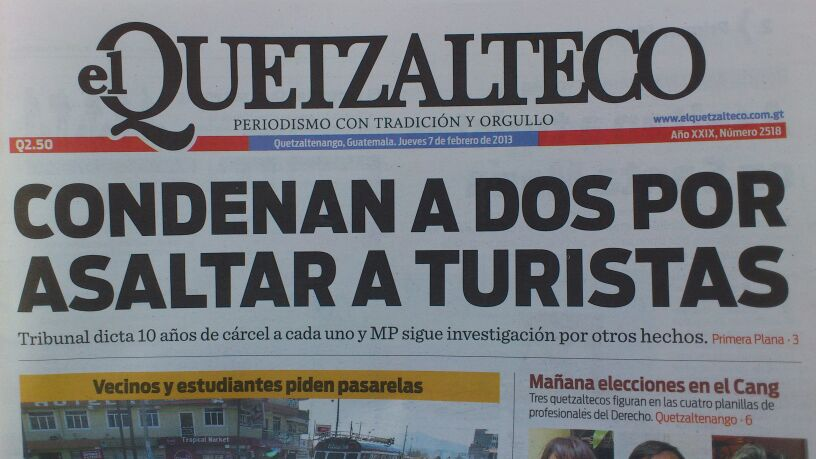 el QUETZALTECO
PERIODISMO CON TRADICIÓN Y ORGULLO
www.elquetzalteco.com.gt
Q2.50
Quetzaltenango, Guatemala. Jueves 7 de febrero de 2013
Año XXIX, Número 2518
CONDENAN A DOS POR
ASALTAR A TURISTAS
Tribunal dicta 10 años de cárcel a cada uno y MP sigue investigación por otros hechos. Primera Plana · 3
Vecinos y estudiantes piden pasarelas
Tropical Market
Mañana elecciones en el Cang
Tres quetzaltecos figuran en las cuatro planillas de
profesionales del Derecho. Quetzaltenango · 6